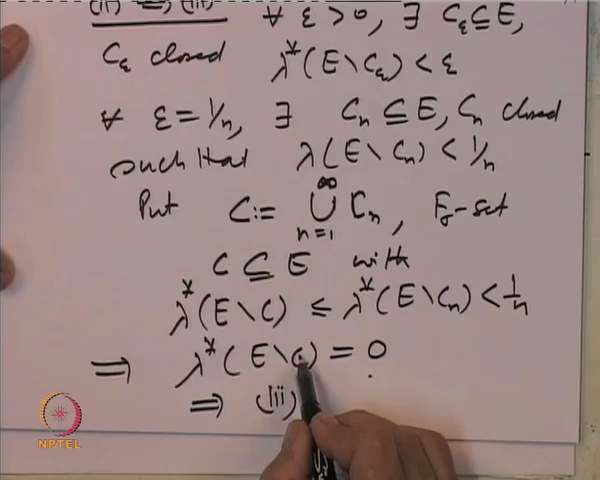 (ii) ⇒ (iii) ∀ ε > 0, ∃ C_ε ⊆ E,
C_ε closed λ*(E \ C_ε) < ε
∀ ε = 1/n, ∃ C_n ⊆ E, C_n closed
such that λ(E \ C_n) < 1/n
Put C := ∞⋃n=1 C_n, F_σ-set
C ⊆ E with
λ*(E \ C) ≤ λ*(E \ C_n) < 1/n
⇒ λ*(E \ C) = 0
⇒ (iii)
NPTEL